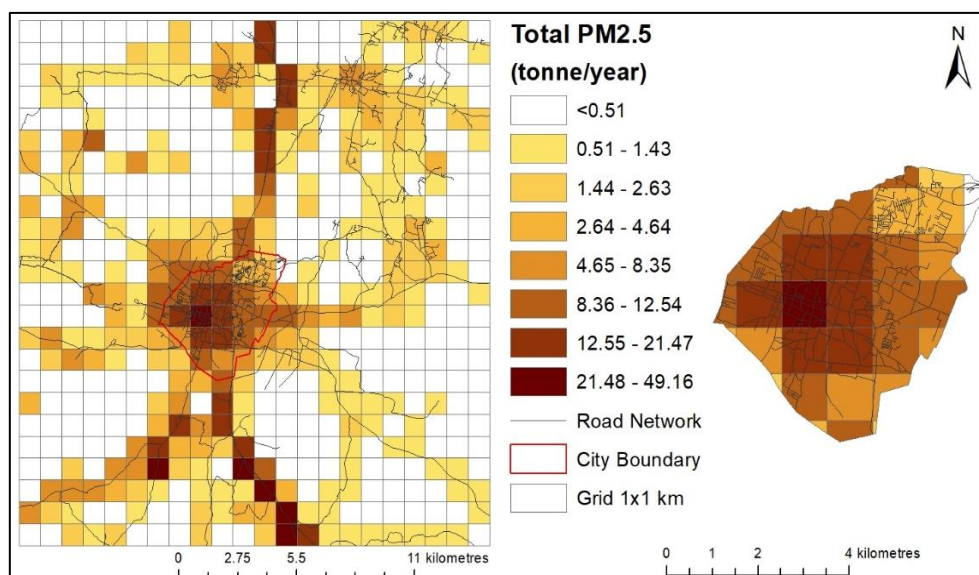 Total PM2.5
(tonne/year)
<0.51
0.51 - 1.43
1.44 - 2.63
2.64 - 4.64
4.65 - 8.35
8.36 - 12.54
12.55 - 21.47
21.48 - 49.16
Road Network
City Boundary
Grid 1x1 km
N
0 2.75 5.5 11 kilometres
0 1 2 4 kilometres